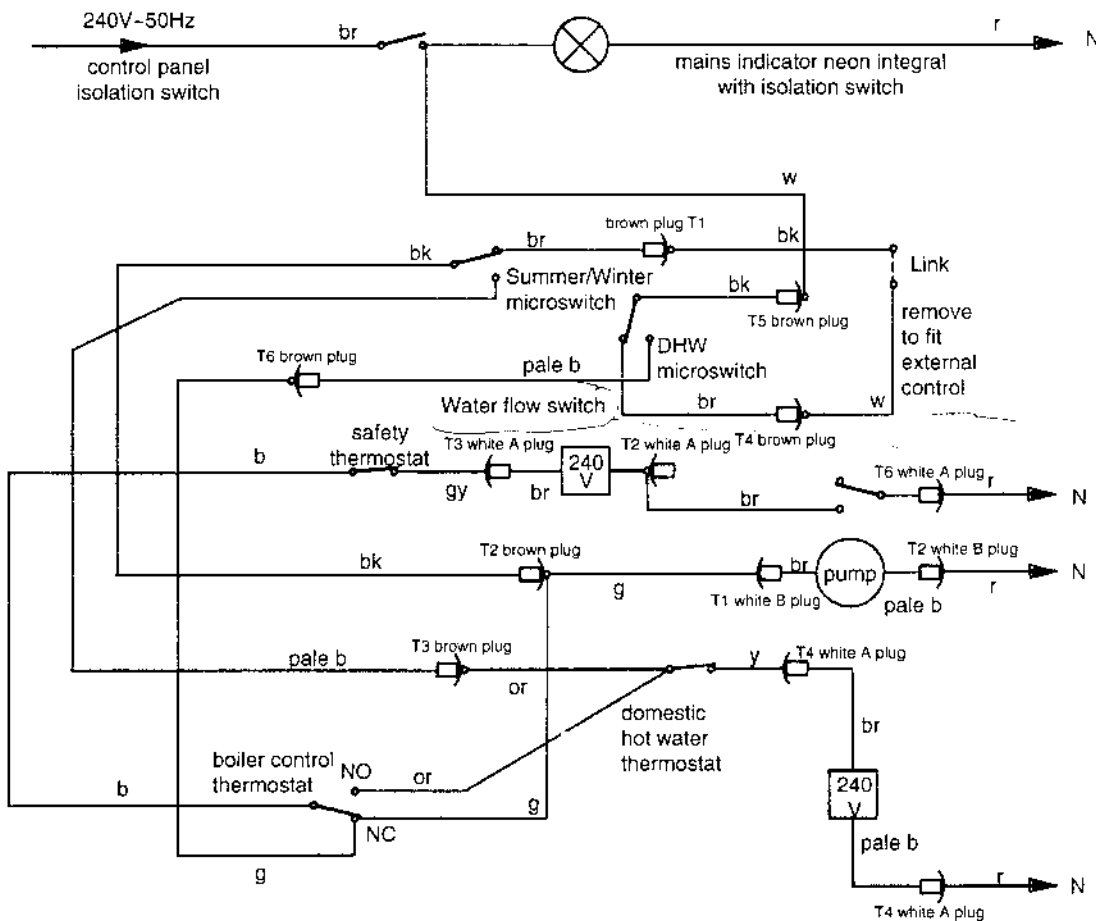 240V~50Hz
br
r
N
control panel
isolation switch
mains indicator neon integral
with isolation switch
w
brown plug T1
bk
br
bk
Link
Summer/Winter
microswitch
bk
T5 brown plug
remove
to fit
external
control
T6 brown plug
pale b
DHW
microswitch
Water flow switch
br
w
T4 brown plug
safety
thermostat
T3 white A plug
T2 white A plug
b
gy
br
240
V
br
T6 white A plug
r
N
T2 brown plug
bk
g
T1 white B plug
br
pump
T2 white B plug
pale b
r
N
T3 brown plug
pale b
or
y
T4 white A plug
domestic
hot water
thermostat
br
boiler control
thermostat
NO
or
b
NC
g
g
240
V
pale b
r
N
T4 white A plug